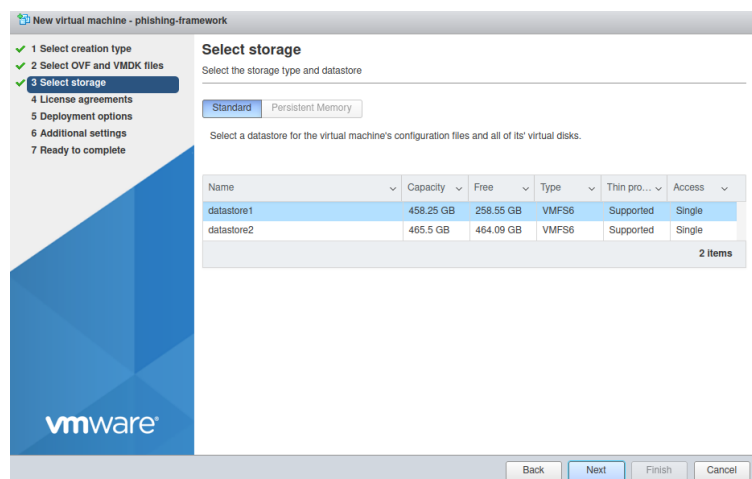 New virtual machine - phishing-framework
1 Select creation type
2 Select OVF and VMDK files
3 Select storage
4 License agreements
5 Deployment options
6 Additional settings
7 Ready to complete
vmware®
Select storage
Select the storage type and datastore
Standard Persistent Memory
Select a datastore for the virtual machine's configuration files and all of its' virtual disks.
Name Capacity Free Type Thin pro... Access
datastore1 458.25 GB 258.55 GB VMFS6 Supported Single
datastore2 465.5 GB 464.09 GB VMFS6 Supported Single
2 items
Back Next Finish Cancel